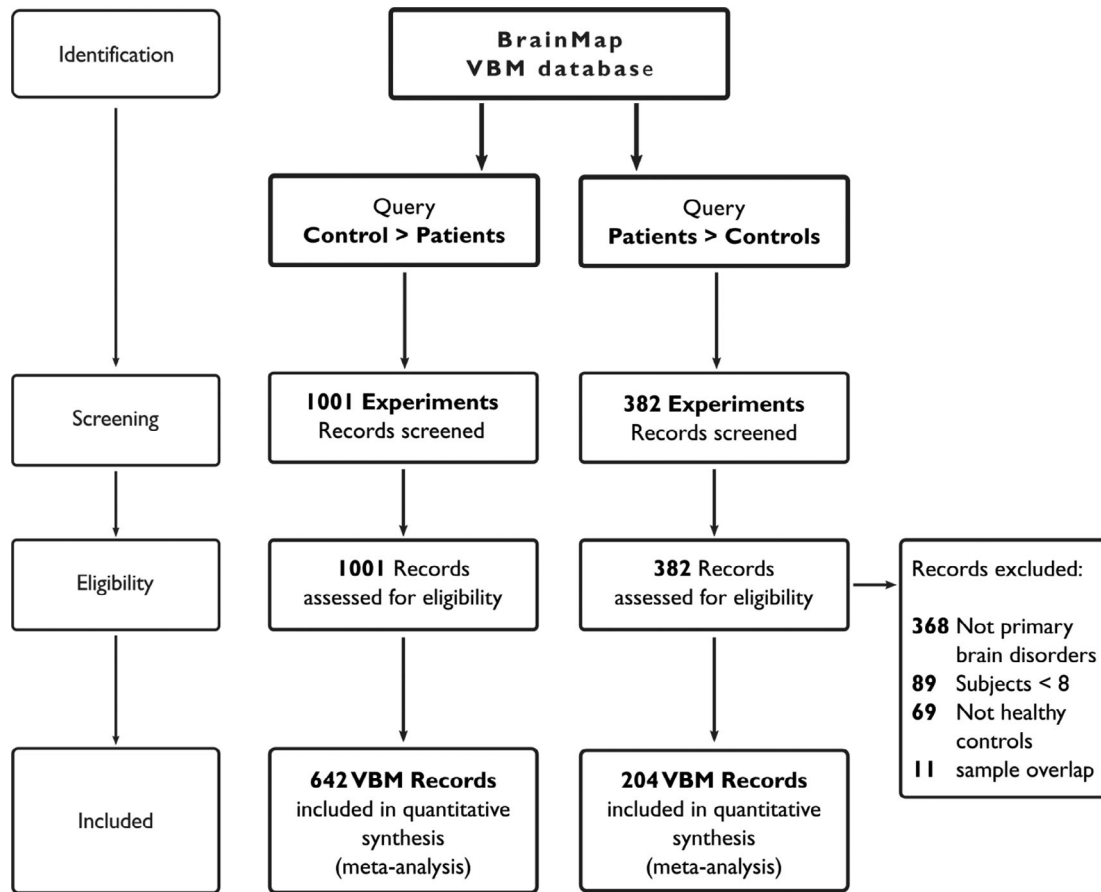 Identification
BrainMap
VBM database
Query
Control > Patients
Query
Patients > Controls
Screening
1001 Experiments
Records screened
382 Experiments
Records screened
Eligibility
1001 Records
assessed for eligibility
382 Records
assessed for eligibility
Records excluded:
368 Not primary
brain disorders
89 Subjects < 8
69 Not healthy
controls
11 sample overlap
Included
642 VBM Records
included in quantitative
synthesis
(meta-analysis)
204 VBM Records
included in quantitative
synthesis
(meta-analysis)